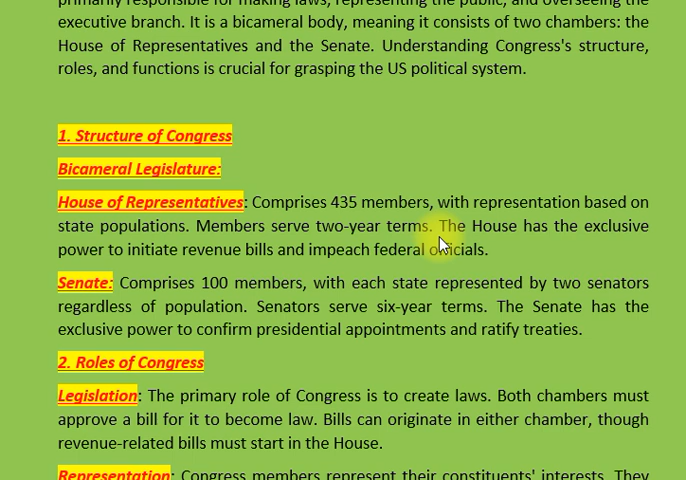 primarily responsible for making laws, representing the public, and overseeing the
executive branch. It is a bicameral body, meaning it consists of two chambers: the
House of Representatives and the Senate. Understanding Congress's structure,
roles, and functions is crucial for grasping the US political system.
1. Structure of Congress
Bicameral Legislature:
House of Representatives: Comprises 435 members, with representation based on
state populations. Members serve two-year terms. The House has the exclusive
power to initiate revenue bills and impeach federal officials.
Senate: Comprises 100 members, with each state represented by two senators
regardless of population. Senators serve six-year terms. The Senate has the
exclusive power to confirm presidential appointments and ratify treaties.
2. Roles of Congress
Legislation: The primary role of Congress is to create laws. Both chambers must
approve a bill for it to become law. Bills can originate in either chamber, though
revenue-related bills must start in the House.
Representation: Congress members represent their constituents' interests. They